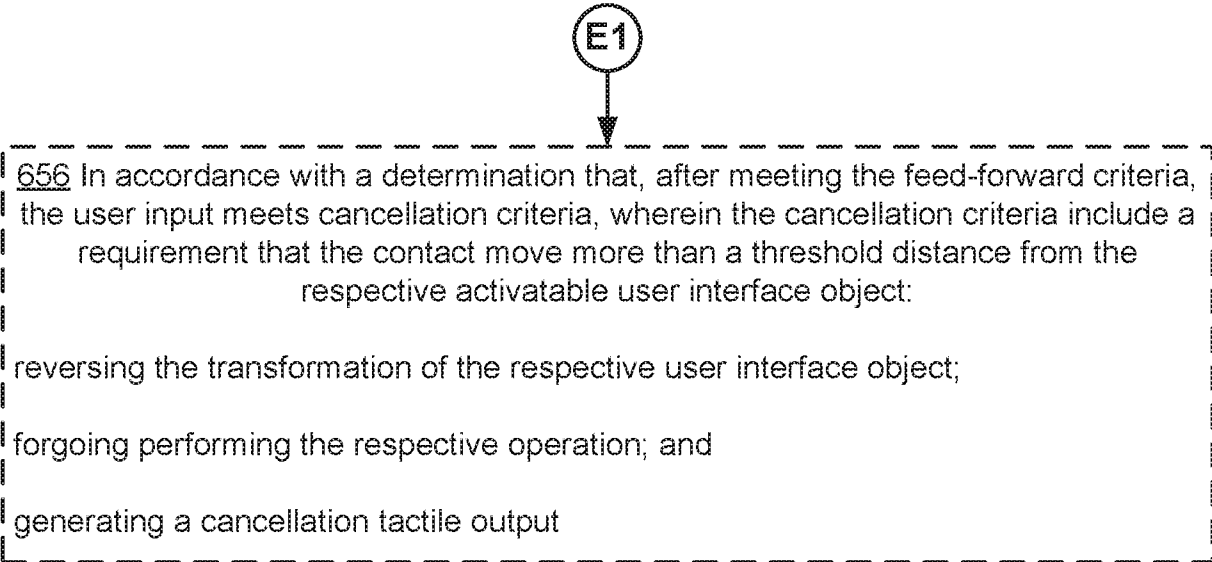 E1
656 In accordance with a determination that, after meeting the feed-forward criteria,
the user input meets cancellation criteria, wherein the cancellation criteria include a
requirement that the contact move more than a threshold distance from the
respective activatable user interface object:
reversing the transformation of the respective user interface object;
forgoing performing the respective operation; and
generating a cancellation tactile output